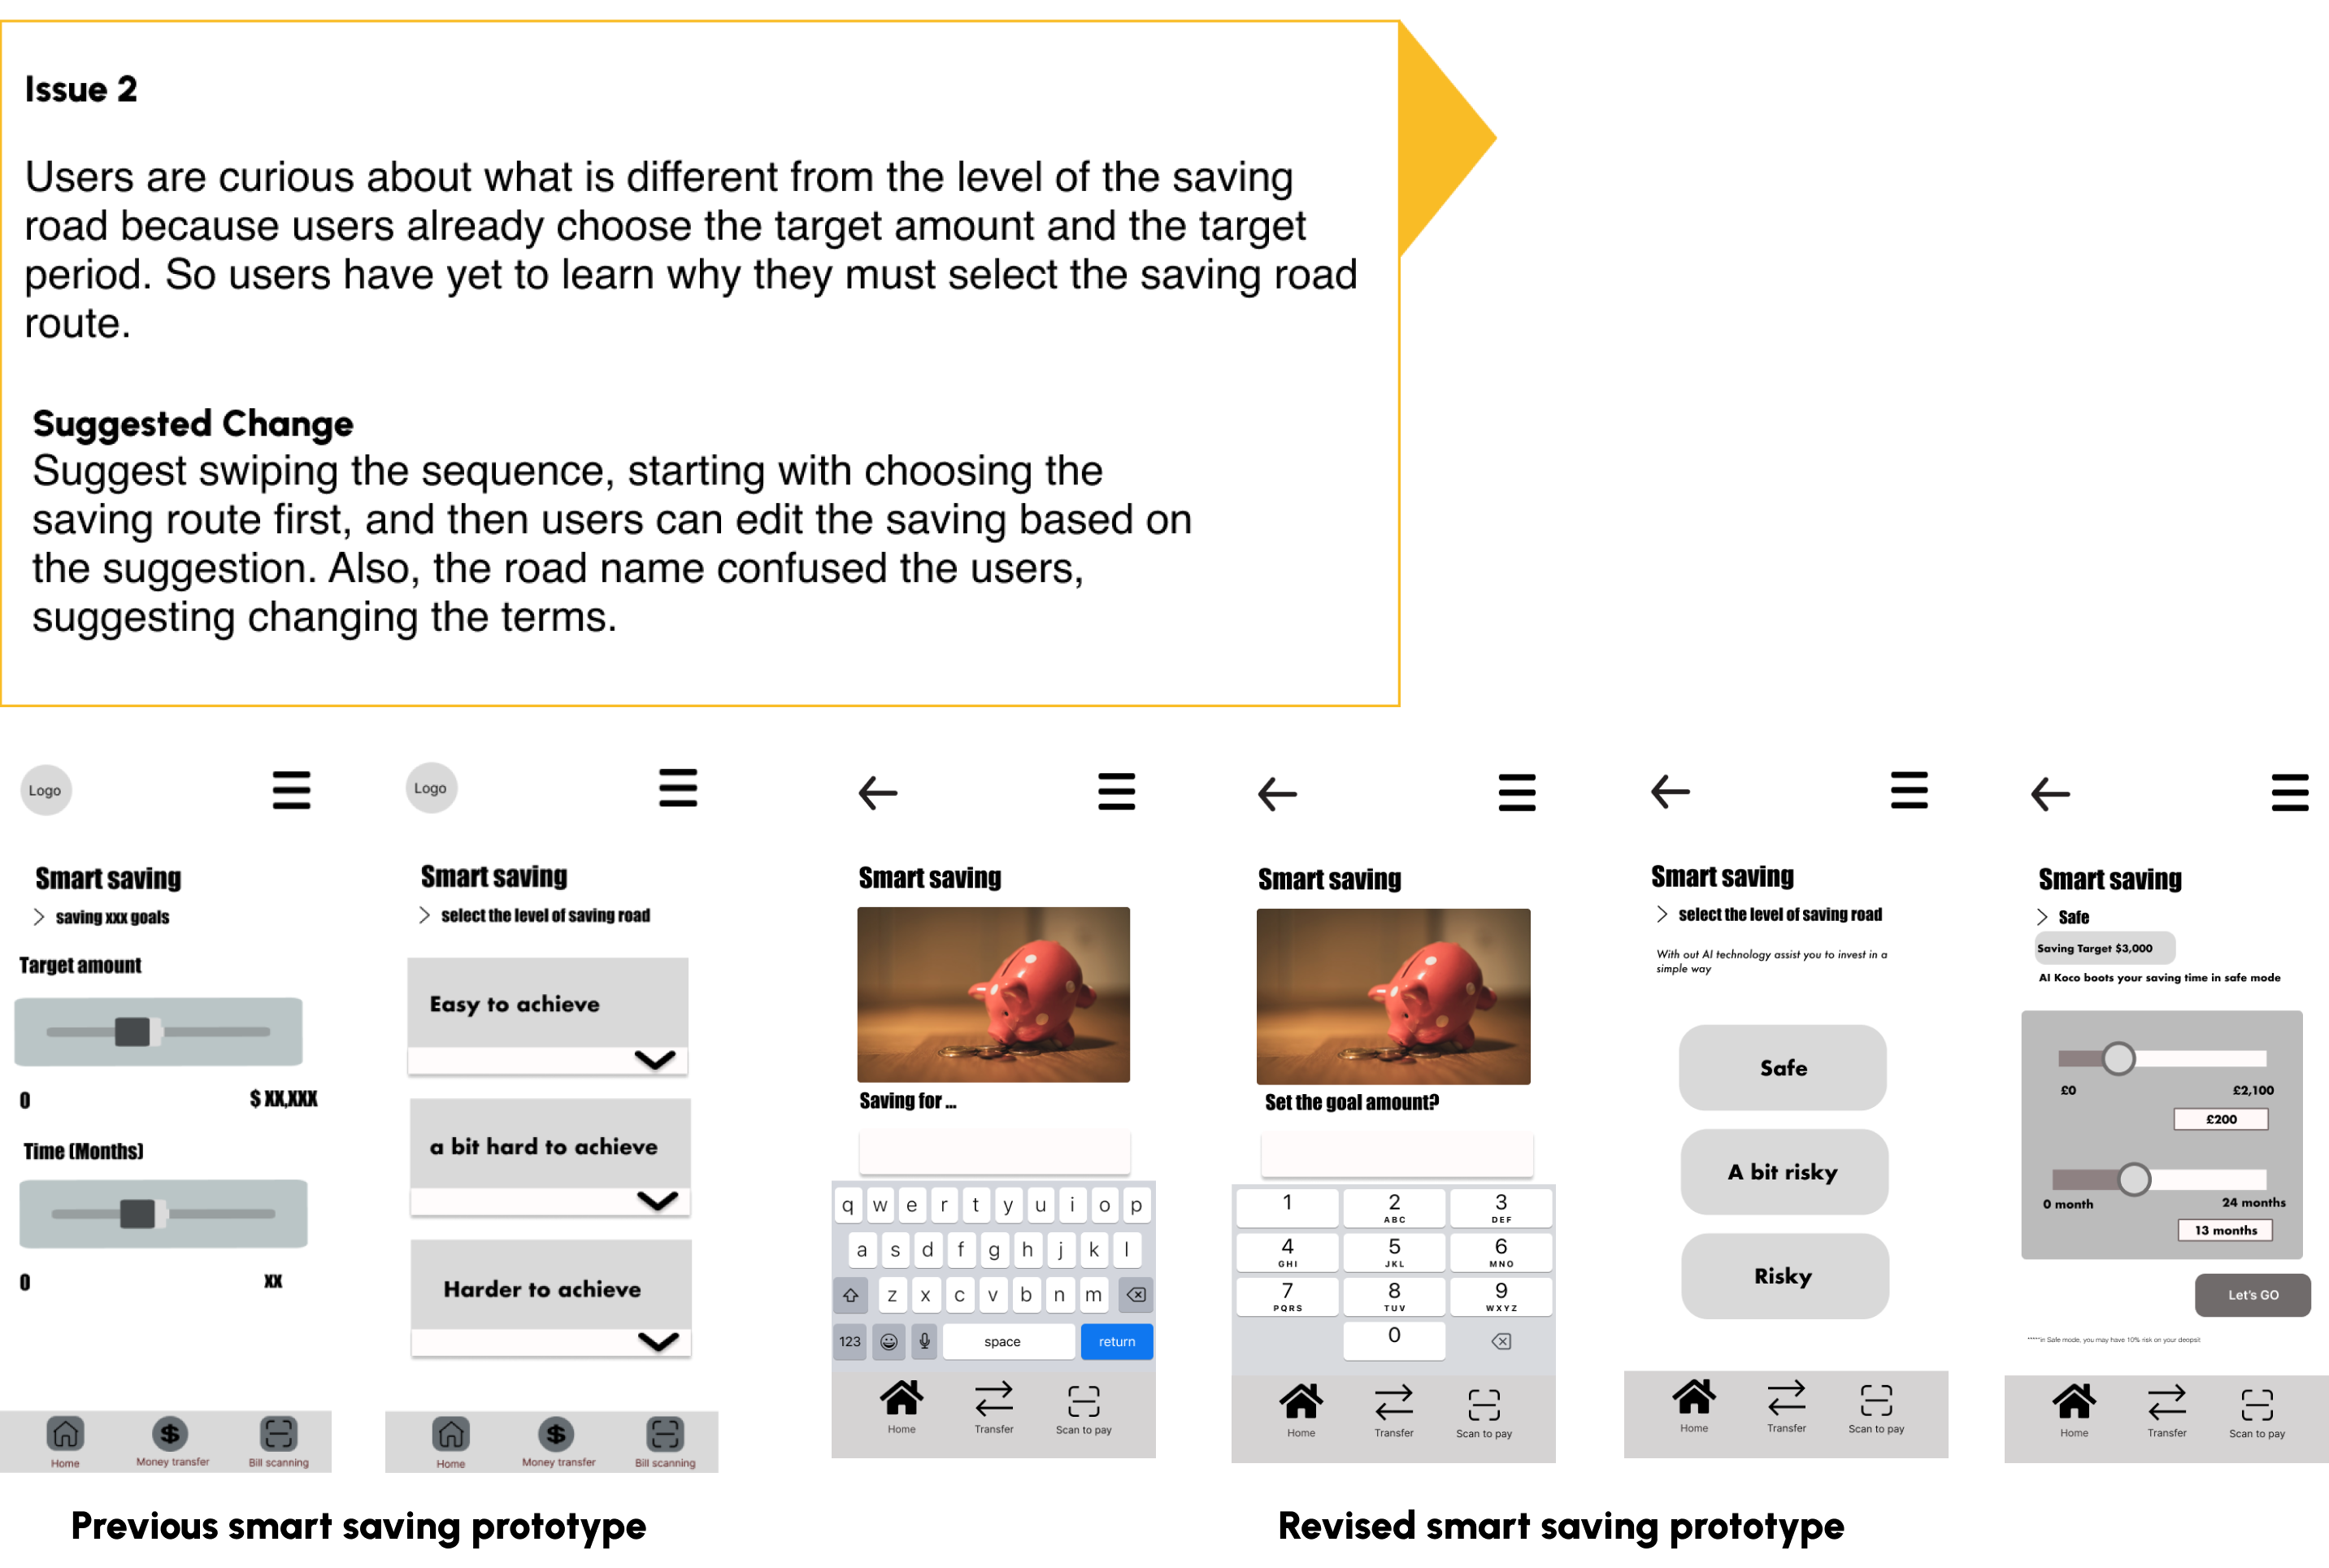 Issue 2
Users are curious about what is different from the level of the saving
road because users already choose the target amount and the target
period. So users have yet to learn why they must select the saving road
route.
Suggested Change
Suggest swiping the sequence, starting with choosing the
saving route first, and then users can edit the saving based on
the suggestion. Also, the road name confused the users,
suggesting changing the terms.
Logo
Smart saving
saving xxx goals
Target amount
0 $ XX,XXX
Time (Months)
0 XX
Home Money transfer Bill scanning
Logo
Smart saving
select the level of saving road
Easy to achieve
a bit hard to achieve
Harder to achieve
Home Money transfer Bill scanning
Previous smart saving prototype
Smart saving
Saving for ...
q w e r t y u i o p
a s d f g h j k l
z x c v b n m
123 space return
Home Transfer Scan to pay
Smart saving
Set the goal amount?
1 2 3
ABC DEF
4 5 6
GHI JKL MNO
7 8 9
PQRS TUV WXYZ
0
Home Transfer Scan to pay
Smart saving
select the level of saving road
With out AI technology assist you to invest in a
simple way
Safe
A bit risky
Risky
Home Transfer Scan to pay
Smart saving
Safe
Saving Target $3,000
AI Koco boots your saving time in safe mode
£0 £2,100
£200
0 month 24 months
13 months
Let's GO
*****in Safe mode, you may have 10% risk on your deopsit
Home Transfer Scan to pay
Revised smart saving prototype